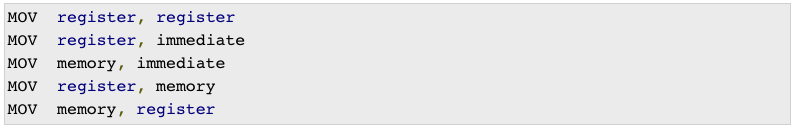 MOV  register, register
MOV  register, immediate
MOV  memory, immediate
MOV  register, memory
MOV  memory, register